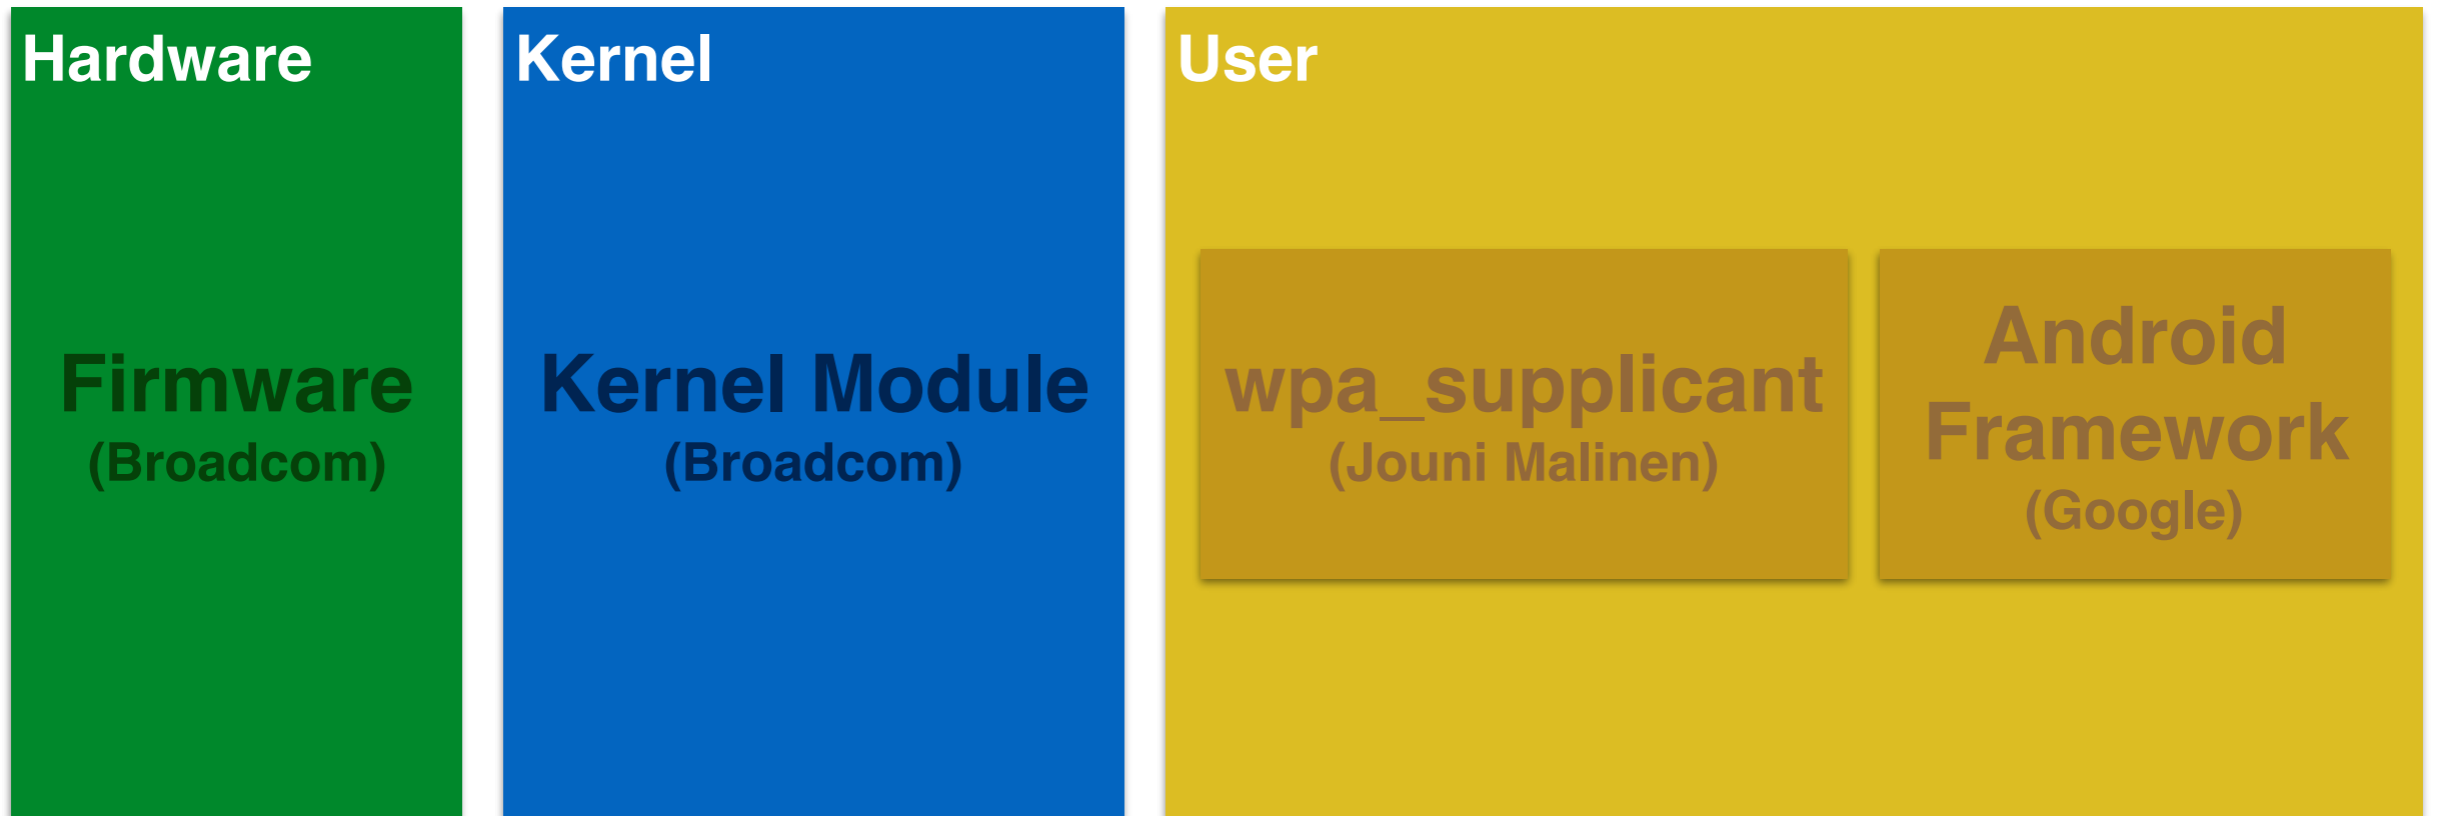 Hardware
Firmware
(Broadcom)
Kernel
Kernel Module
(Broadcom)
User
wpa_supplicant
(Jouni Malinen)
Android
Framework
(Google)